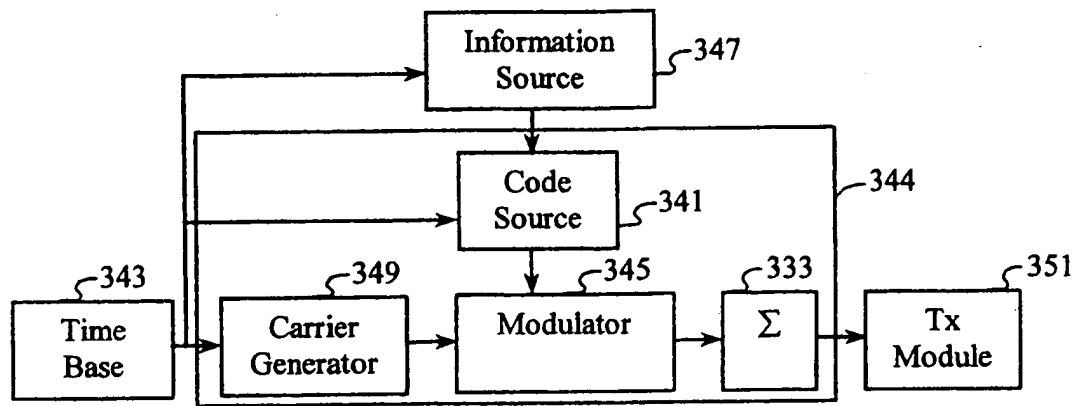 Information
Source
347
Code
Source
341
344
343
Time
Base
349
Carrier
Generator
345
Modulator
333
Σ
351
Tx
Module